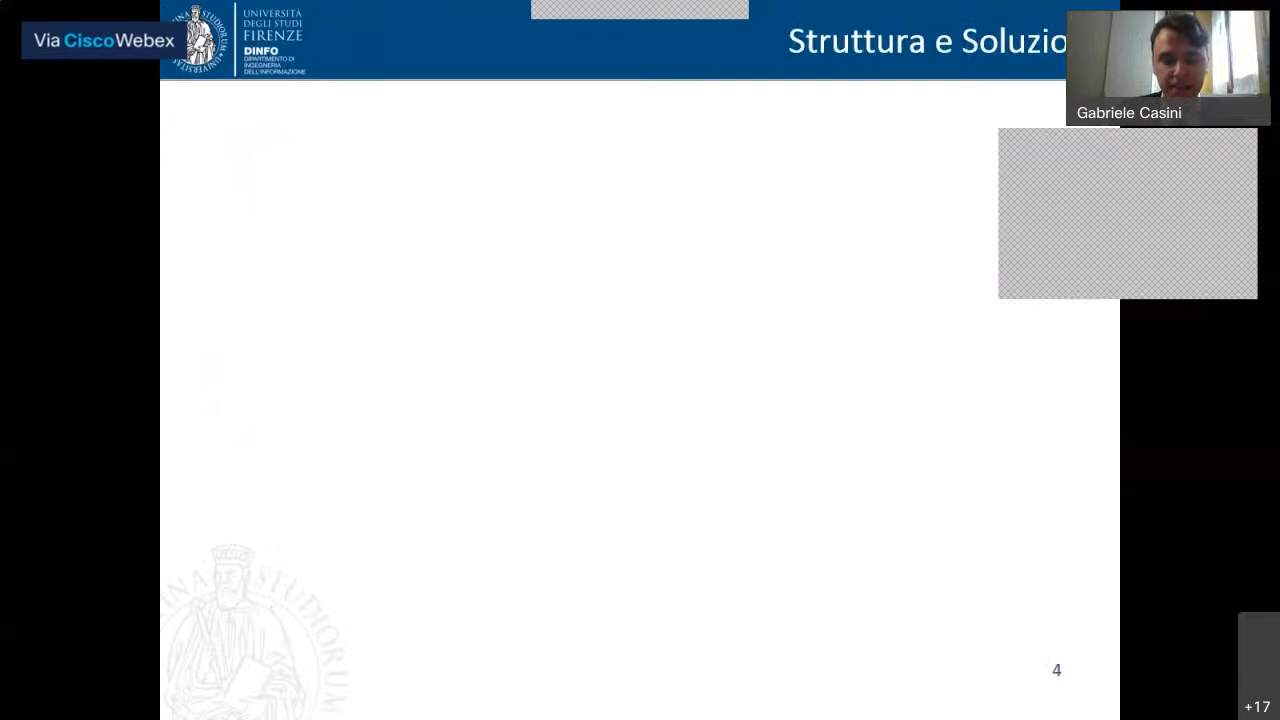 Via CiscoWebex
UNIVERSITÀ
DEGLI STUDI
FIRENZE
DINFO
DIPARTIMENTO DI
INGEGNERIA
DELL'INFORMAZIONE
Struttura e Soluzio
Gabriele Casini
4
+17